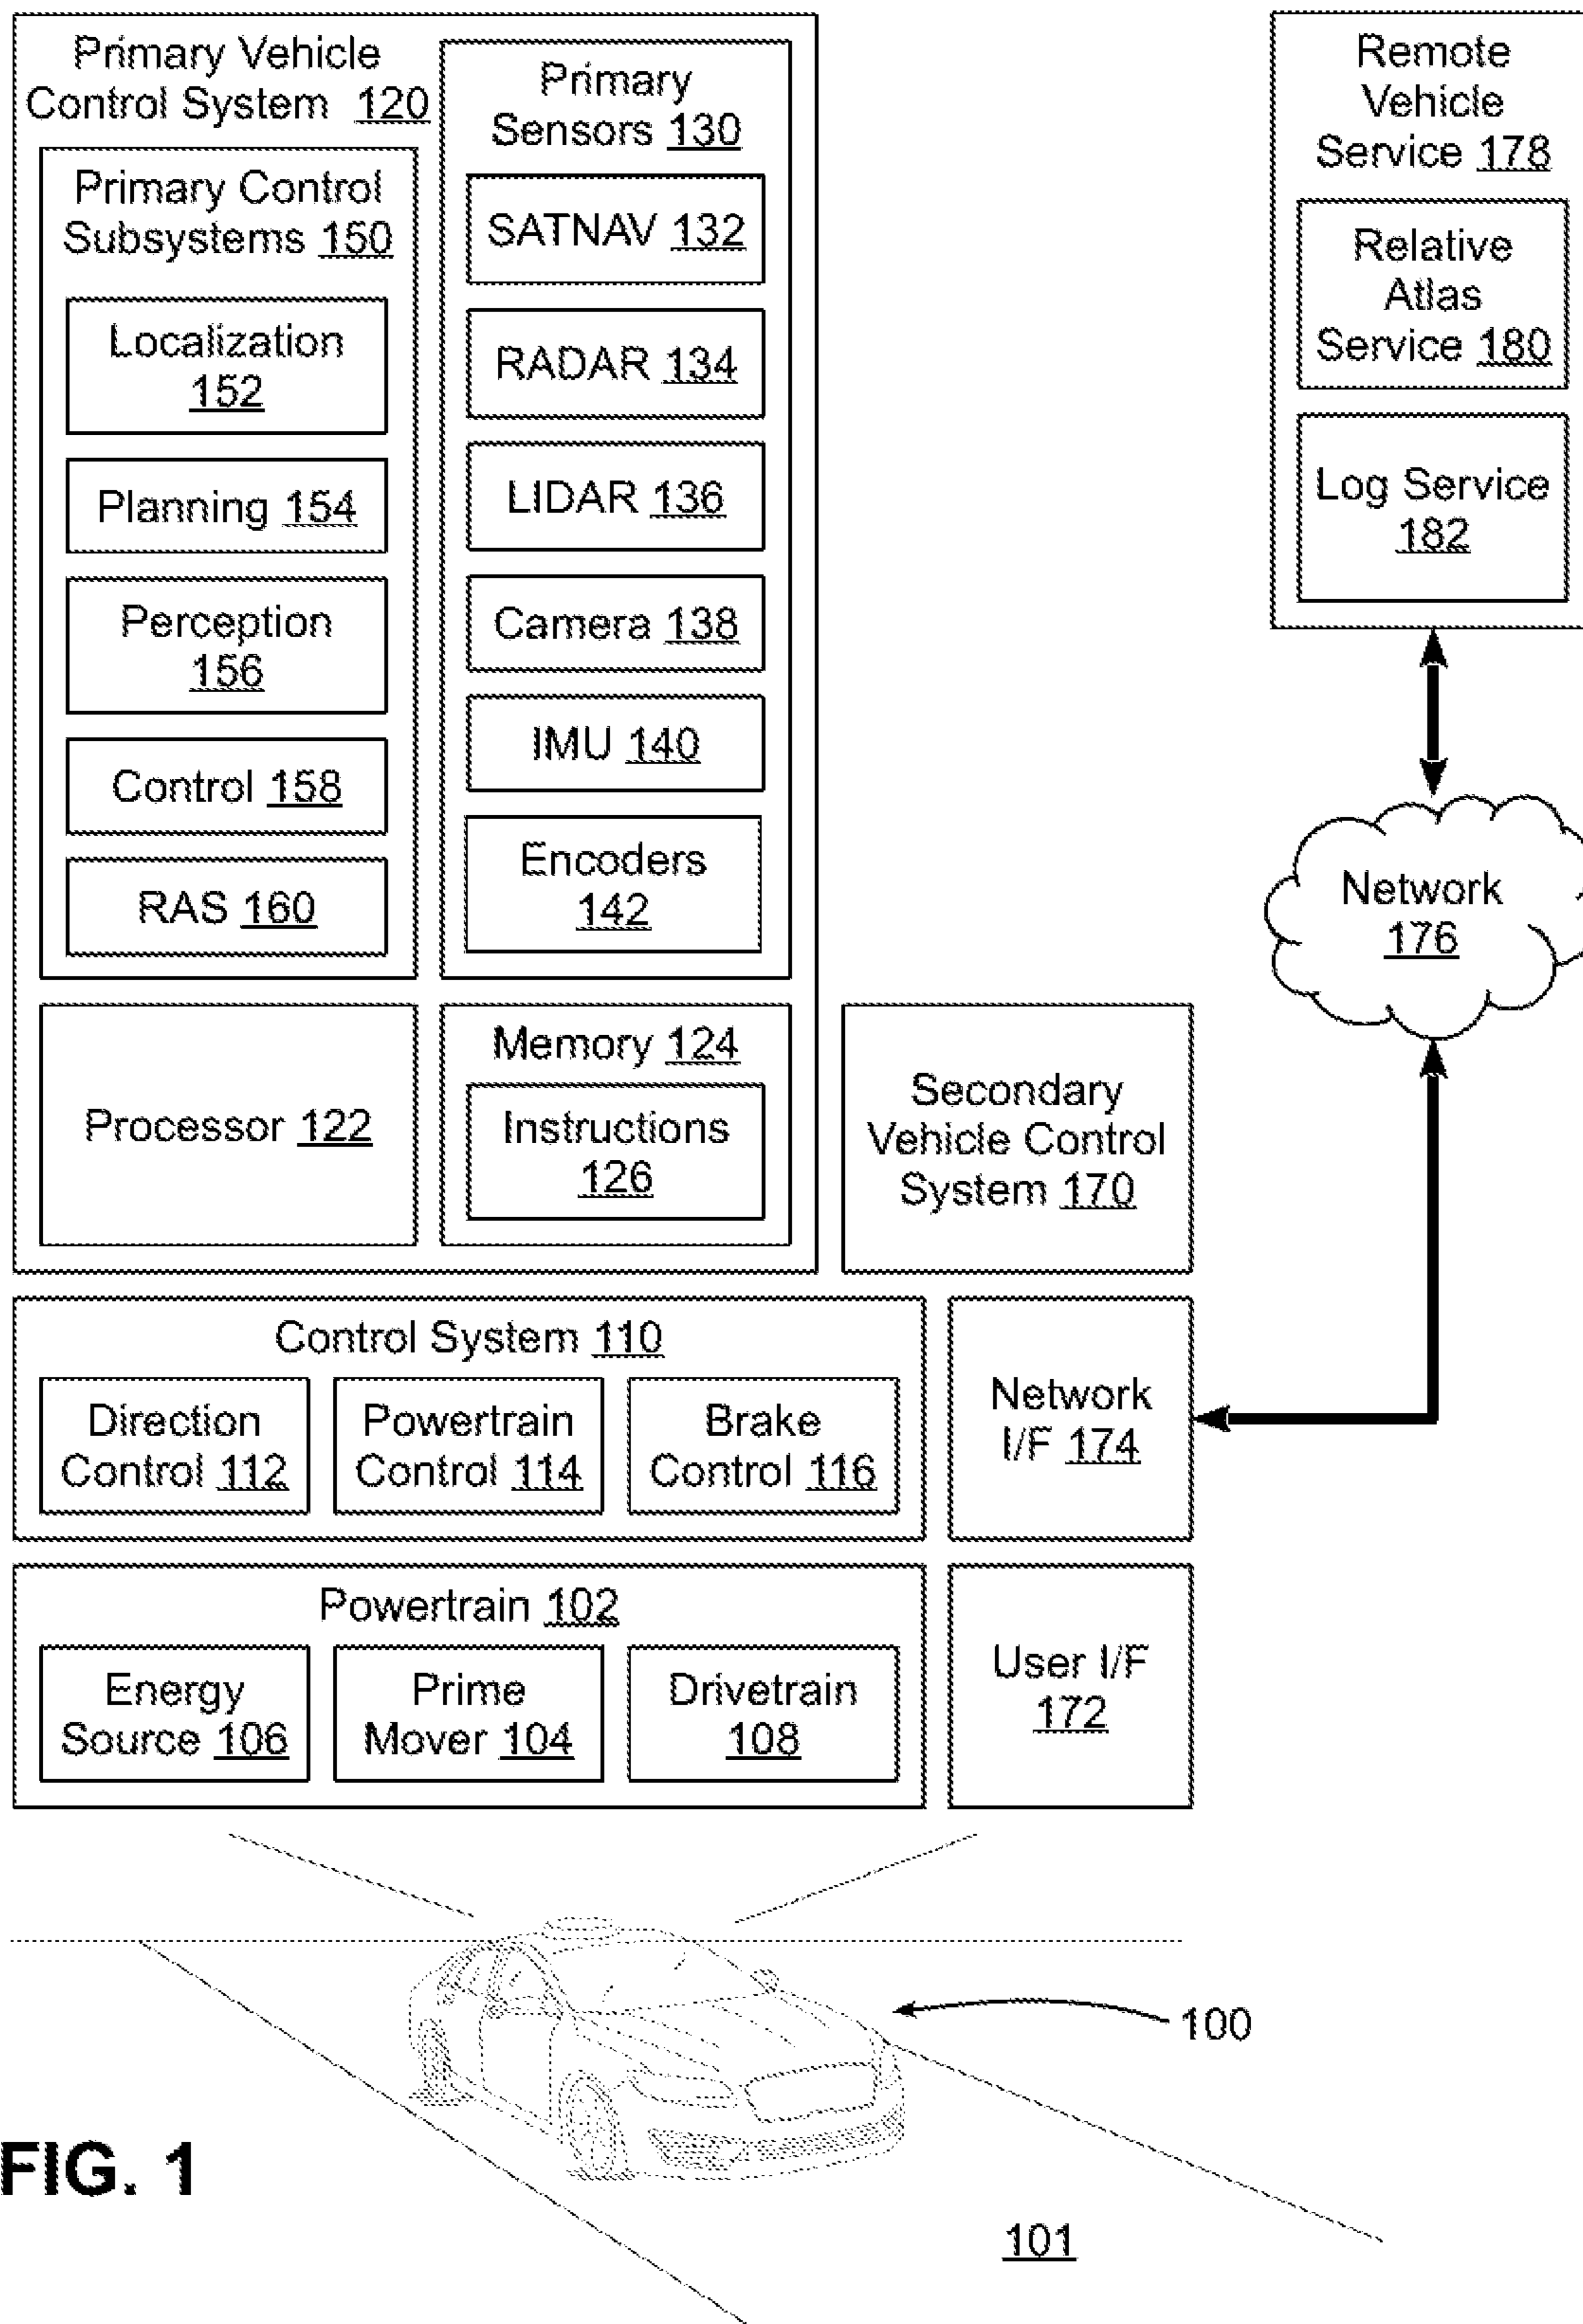 Primary Vehicle
Control System 120
Primary Control
Subsystems 150
Localization
152
Planning 154
Perception
156
Control 158
RAS 160
Primary
Sensors 130
SATNAV 132
RADAR 134
LIDAR 136
Camera 138
IMU 140
Encoders
142
Processor 122
Memory 124
Instructions
126
Secondary
Vehicle Control
System 170
Remote
Vehicle
Service 178
Relative
Atlas
Service 180
Log Service
182
Network
176
Control System 110
Direction
Control 112
Powertrain
Control 114
Brake
Control 116
Network
I/F 174
Powertrain 102
Energy
Source 106
Prime
Mover 104
Drivetrain
108
User I/F
172
100
FIG. 1
101